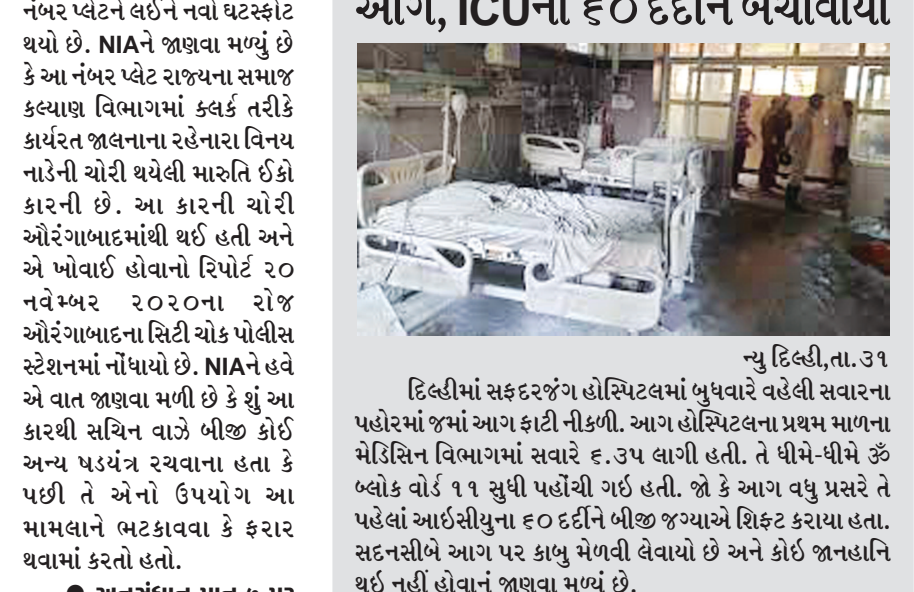 નંબર પ્લેટને લઈને નવો ઘટસ્ફોટ
થયો છે. NIAને જાણવા મળ્યું છે
કે આ નંબર પ્લેટ રાજ્યના સમાજ
કલ્યાણ વિભાગમાં ક્લર્ક તરીકે
કાર્યરત જાલનાના રહેનારા વિનય
નાડેની ચોરી થયેલી મારુતિ ઈકો
કારની છે. આ કારની ચોરી
ઔરંગાબાદમાંથી થઈ હતી અને
એ ખોવાઈ હોવાનો રિપોર્ટ ૨૦
નવેમ્બર ૨૦૨૦ના રોજ
ઔરંગાબાદના સિટી ચોક પોલીસ
સ્ટેશનમાં નોંધાયો છે. NIAને હવે
એ વાત જાણવા મળી છે કે શું આ
કારથી સચિન વાઝે બીજી કોઈ
અન્ય ષડયંત્ર રચવાના હતા કે
પછી તે એનો ઉપયોગ આ
મામલાને ભટકાવવા કે ફરાર
થવામાં કરતો હતો.
આગ, ICUના ૬૦ દર્દીને બચાવાયા
ન્યુ દિલ્હી,તા.૩૧
દિલ્હીમાં સફદરજંગ હોસ્પિટલમાં બુધવારે વહેલી સવારના
પહોરમાં જમાં આગ ફાટી નીકળી. આગ હોસ્પિટલના પ્રથમ માળના
મેડિસિન વિભાગમાં સવારે ૬.૩૫ લાગી હતી. તે ધીમે-ધીમે ૐ
બ્લોક વોર્ડ ૧૧ સુધી પહોંચી ગઇ હતી. જો કે આગ વધુ પ્રસરે તે
પહેલાં આઇસીયુના ૬૦ દર્દીને બીજી જગ્યાએ શિફ્ટ કરાયા હતા.
સદનસીબે આગ પર કાબુ મેળવી લેવાયો છે અને કોઇ જાનહાનિ
થઇ નહીં હોવાનું જાણવા મળ્યું છે.